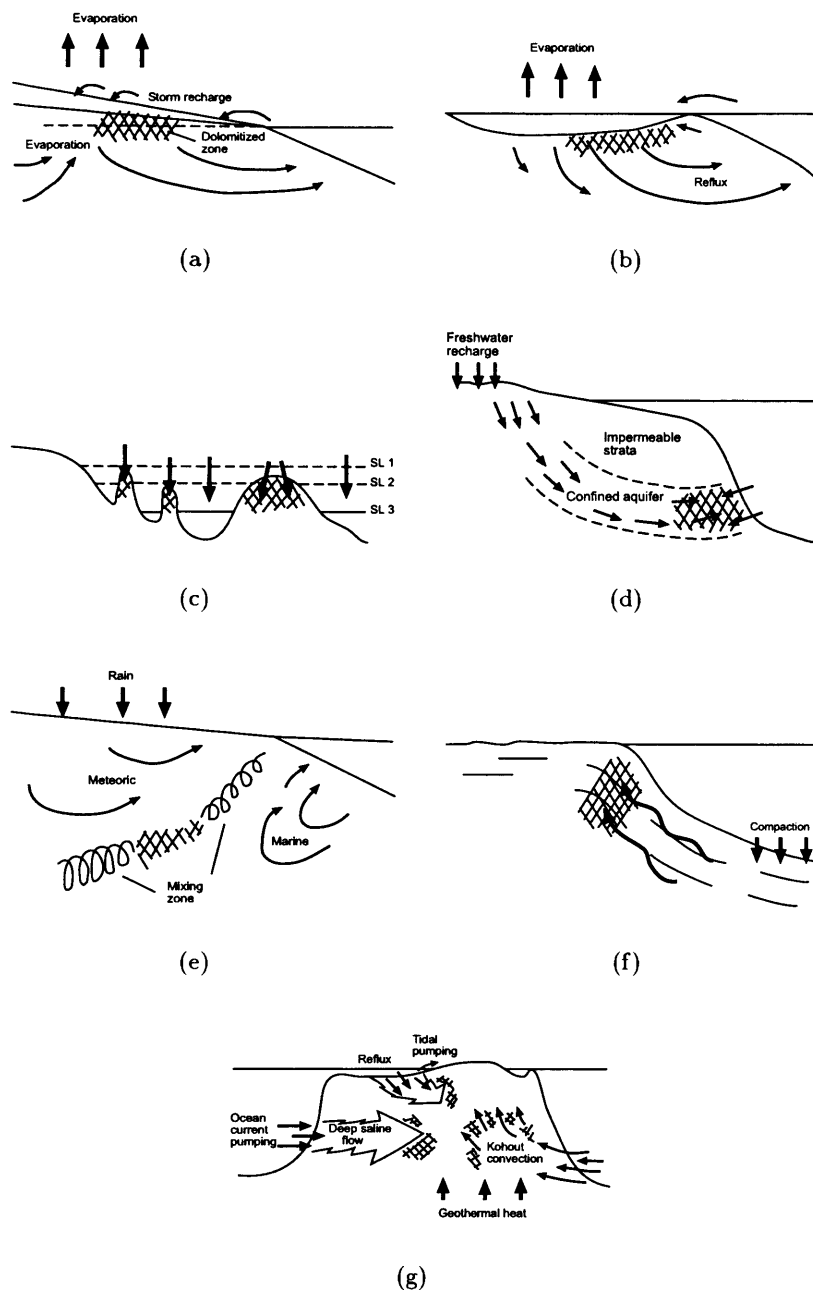 Evaporation
Storm recharge
Dolomitized
zone
Evaporation
(a)
Evaporation
Reflux
(b)
SL 1
SL 2
SL 3
(c)
Freshwater
recharge
Impermeable
strata
Confined aquifer
(d)
Rain
Meteoric
Marine
Mixing
zone
(e)
Compaction
(f)
Tidal
pumping
Reflux
Ocean
current
pumping
Deep saline
flow
Kohout
convection
Geothermal heat
(g)